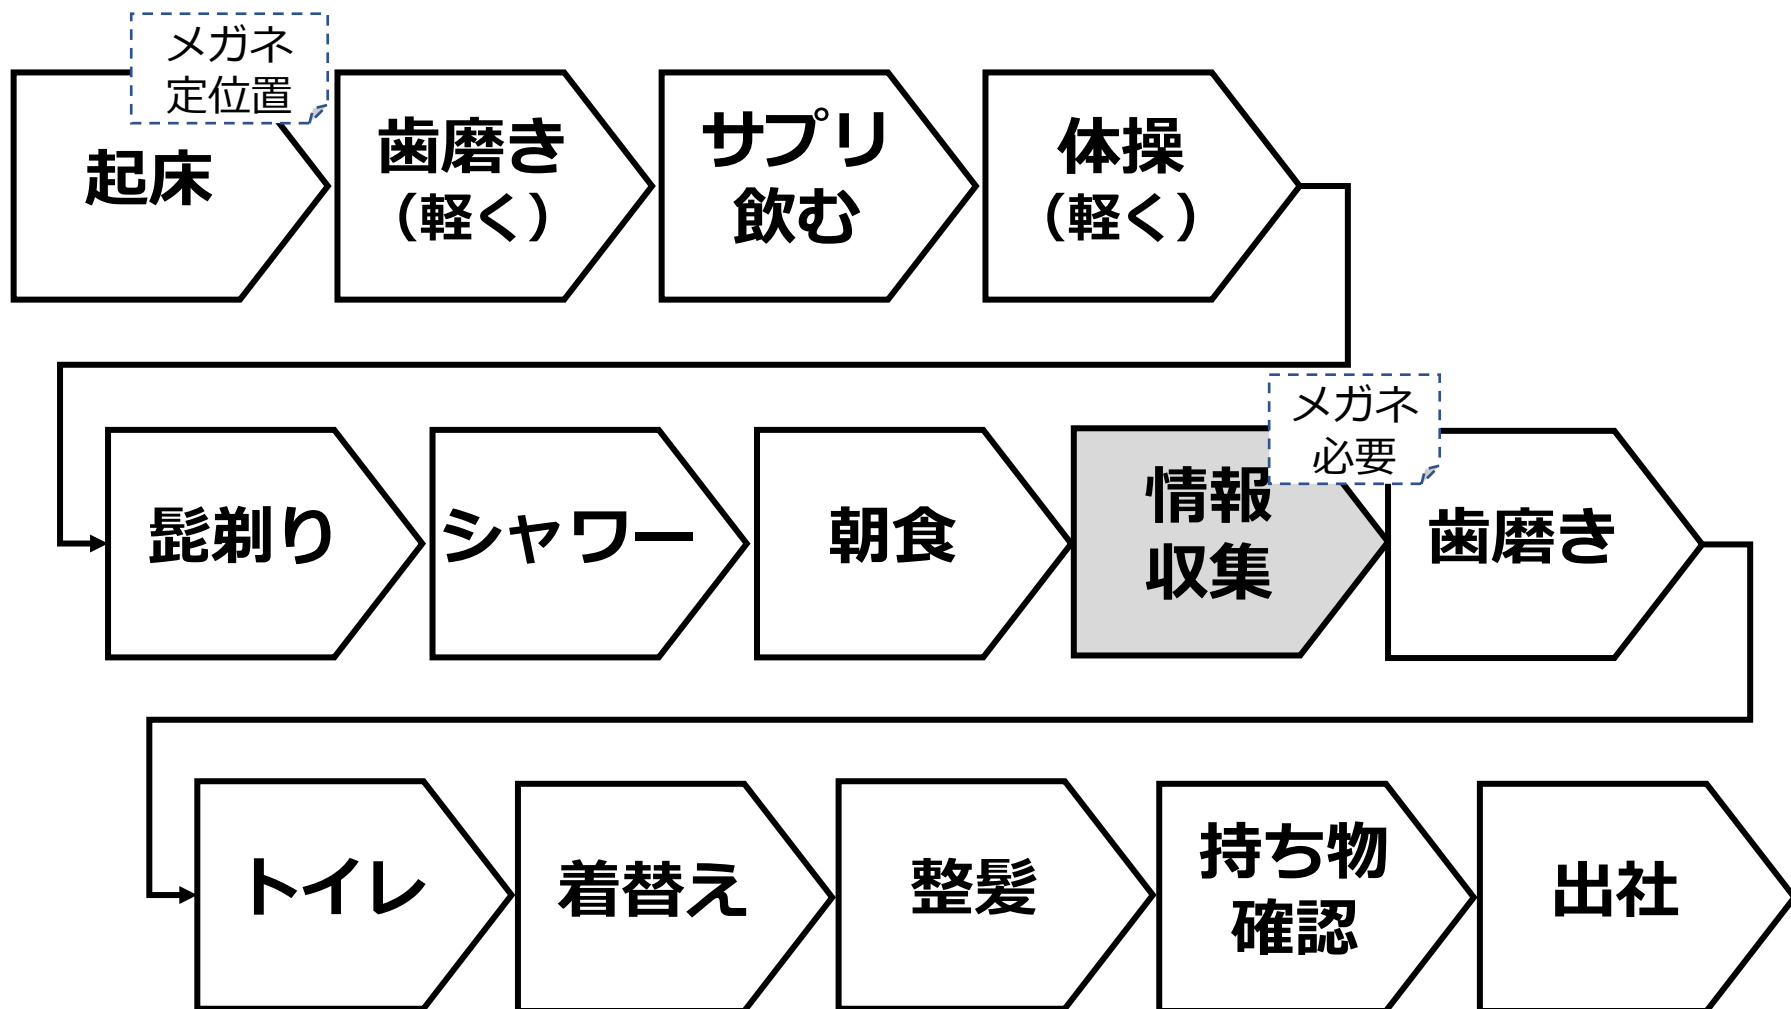 メガネ
定位置
起床
歯磨き
（軽く）
サプリ
飲む
体操
（軽く）
髭剃り
シャワー
朝食
情報
収集
メガネ
必要
歯磨き
トイレ
着替え
整髪
持ち物
確認
出社